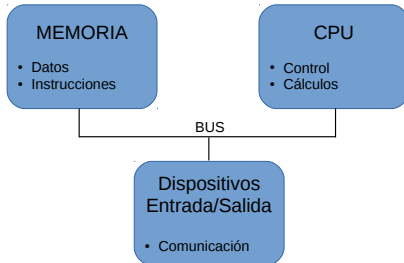 MEMORIA
• Datos
• Instrucciones
CPU
• Control
• Cálculos
BUS
Dispositivos
Entrada/Salida
• Comunicación